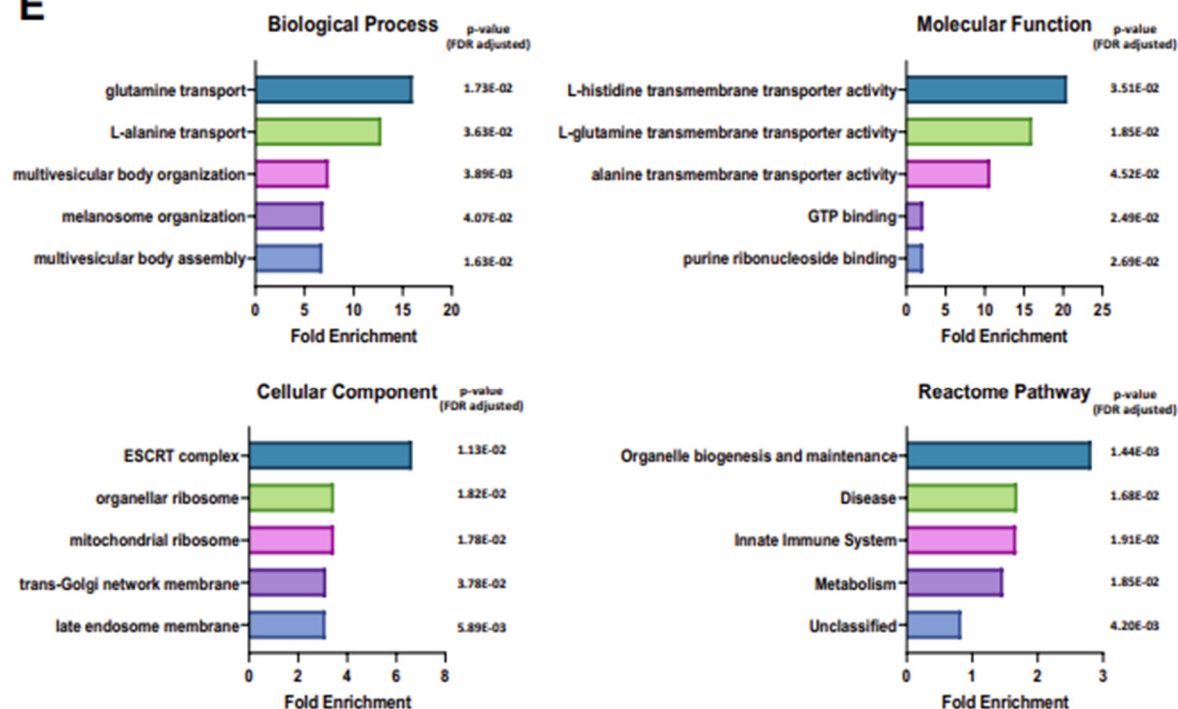 E
Biological Process
p-value
(FDR adjusted)
glutamine transport
1.73E-02
L-alanine transport
3.63E-02
multivesicular body organization
3.89E-03
melanosome organization
4.07E-02
multivesicular body assembly
1.63E-02
0 5 10 15 20
Fold Enrichment
Molecular Function
p-value
(FDR adjusted)
L-histidine transmembrane transporter activity
3.51E-02
L-glutamine transmembrane transporter activity
1.85E-02
alanine transmembrane transporter activity
4.52E-02
GTP binding
2.49E-02
purine ribonucleoside binding
2.69E-02
0 5 10 15 20 25
Fold Enrichment
Cellular Component
p-value
(FDR adjusted)
ESCRT complex
1.13E-02
organellar ribosome
1.82E-02
mitochondrial ribosome
1.78E-02
trans-Golgi network membrane
3.78E-02
late endosome membrane
5.89E-03
0 2 4 6 8
Fold Enrichment
Reactome Pathway
p-value
(FDR adjusted)
Organelle biogenesis and maintenance
1.44E-03
Disease
1.68E-02
Innate Immune System
1.91E-02
Metabolism
1.85E-02
Unclassified
4.20E-03
0 1 2 3
Fold Enrichment